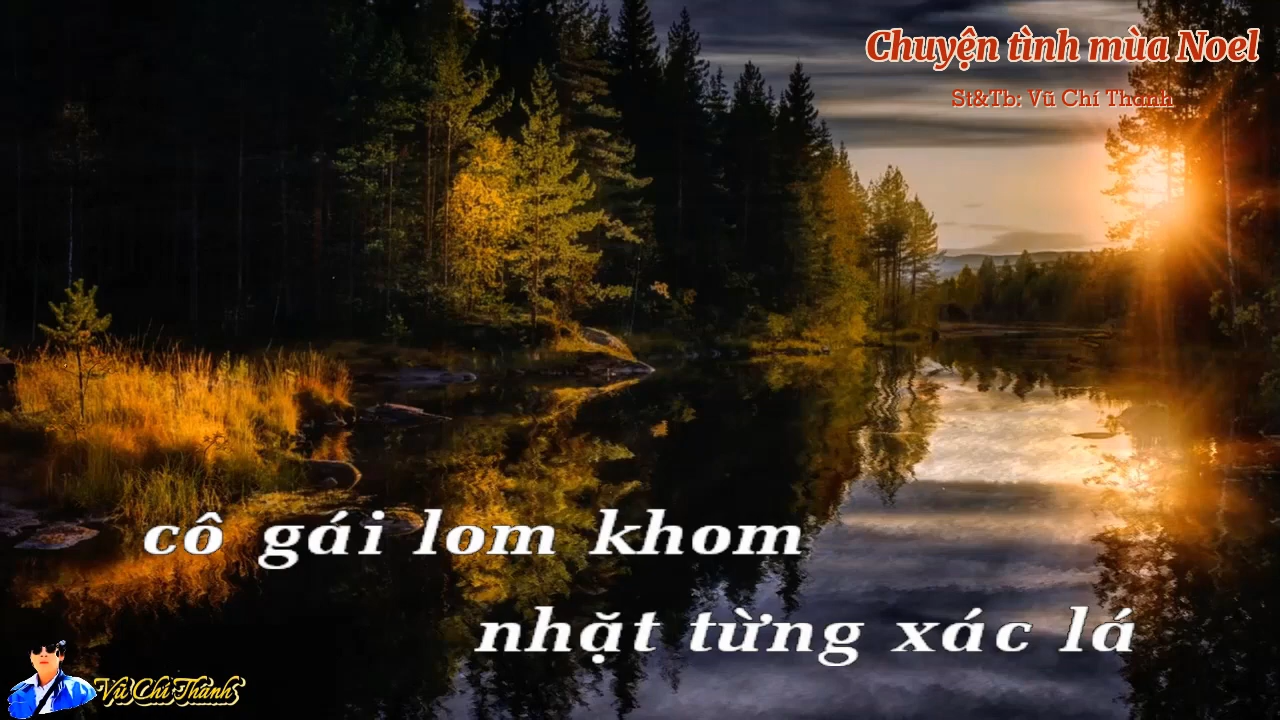 Chuyện tình mùa Noel
St&Tb: Vũ Chí Thanh
cô gái lom khom
nhặt từng xác lá
Vũ Chí Thành